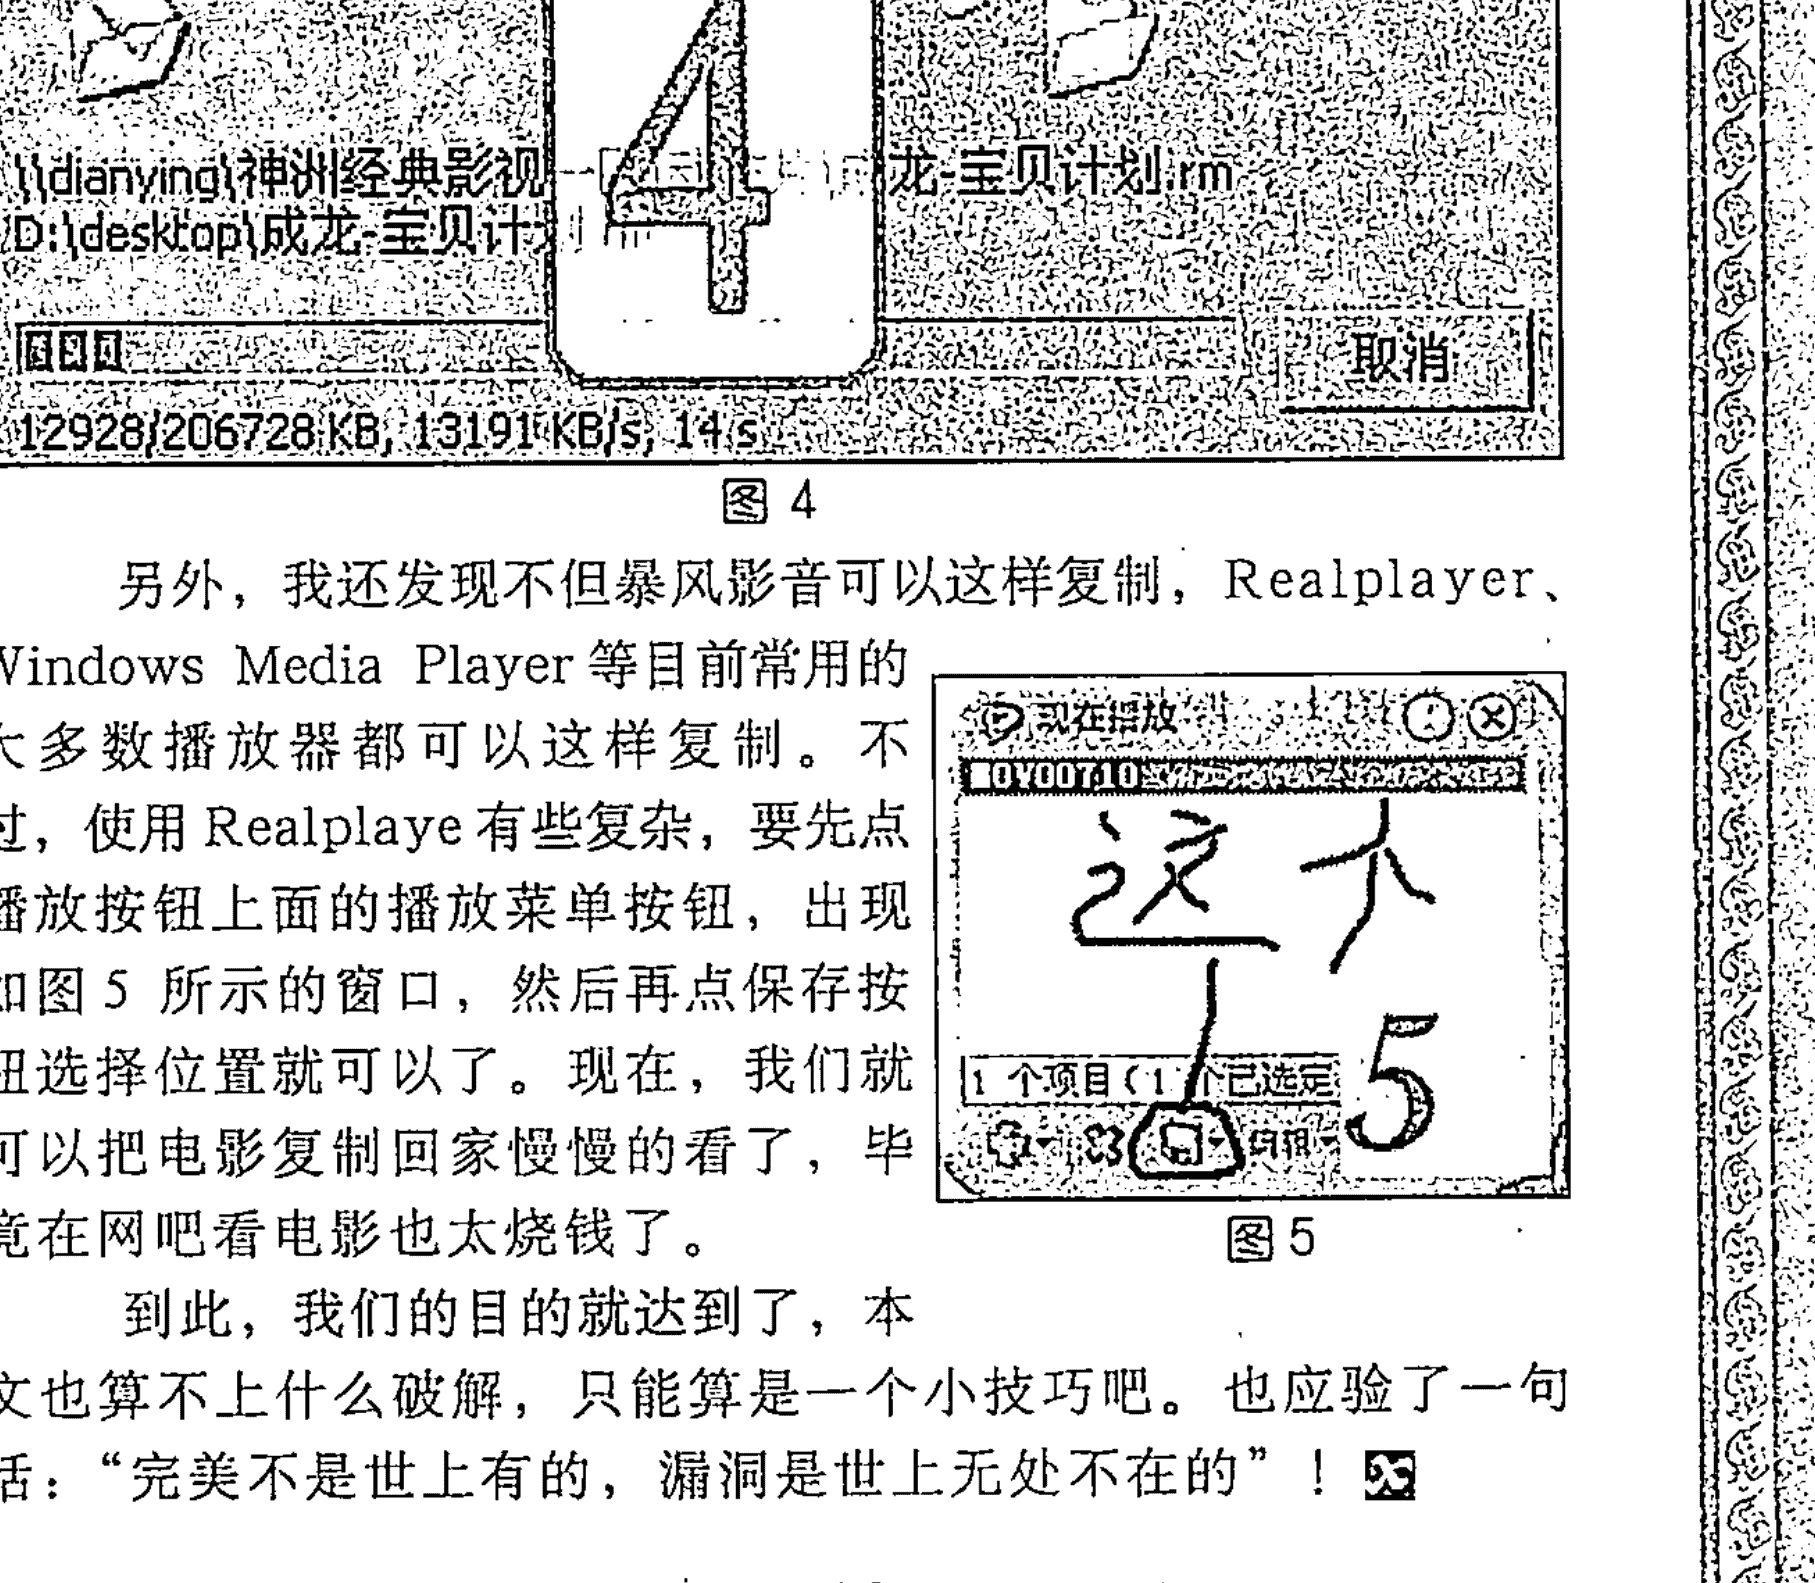 \\dianying\神洲经典影视 龙-宝贝计划.rm
D:\desktop\成龙-宝贝计
4
取消
12928/206728 KB, 13191 KB/s, 14 s
图 4
另外，我还发现不但暴风影音可以这样复制，Realplayer、
Windows Media Player 等目前常用的
大多数播放器都可以这样复制。不
过，使用 Realplaye 有些复杂，要先点
播放按钮上面的播放菜单按钮，出现
如图 5 所示的窗口，然后再点保存按
钮选择位置就可以了。现在，我们就
可以把电影复制回家慢慢的看了，毕
竟在网吧看电影也太烧钱了。
现在播放
MOV00710
这个
1 个项目(1 个已选定
5
图 5
到此，我们的目的就达到了，本
文也算不上什么破解，只能算是一个小技巧吧。也应验了一句
话：“完美不是世上有的，漏洞是世上无处不在的”！